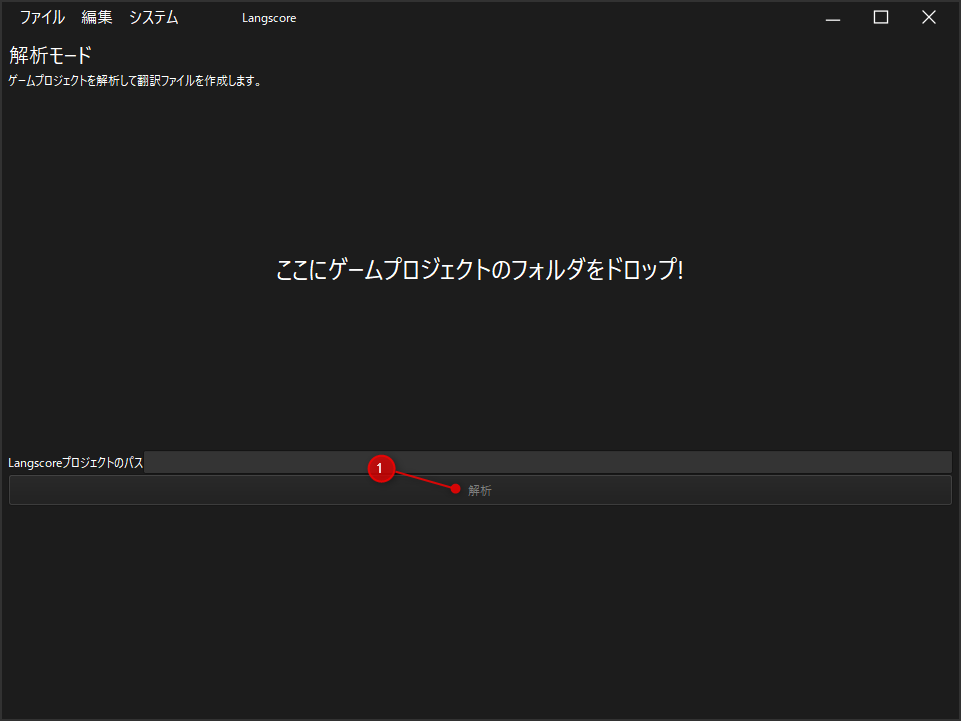 ファイル 編集 システム Langscore
解析モード
ゲームプロジェクトを解析して翻訳ファイルを作成します。
ここにゲームプロジェクトのフォルダをドロップ!
Langscoreプロジェクトのパス
1
解析